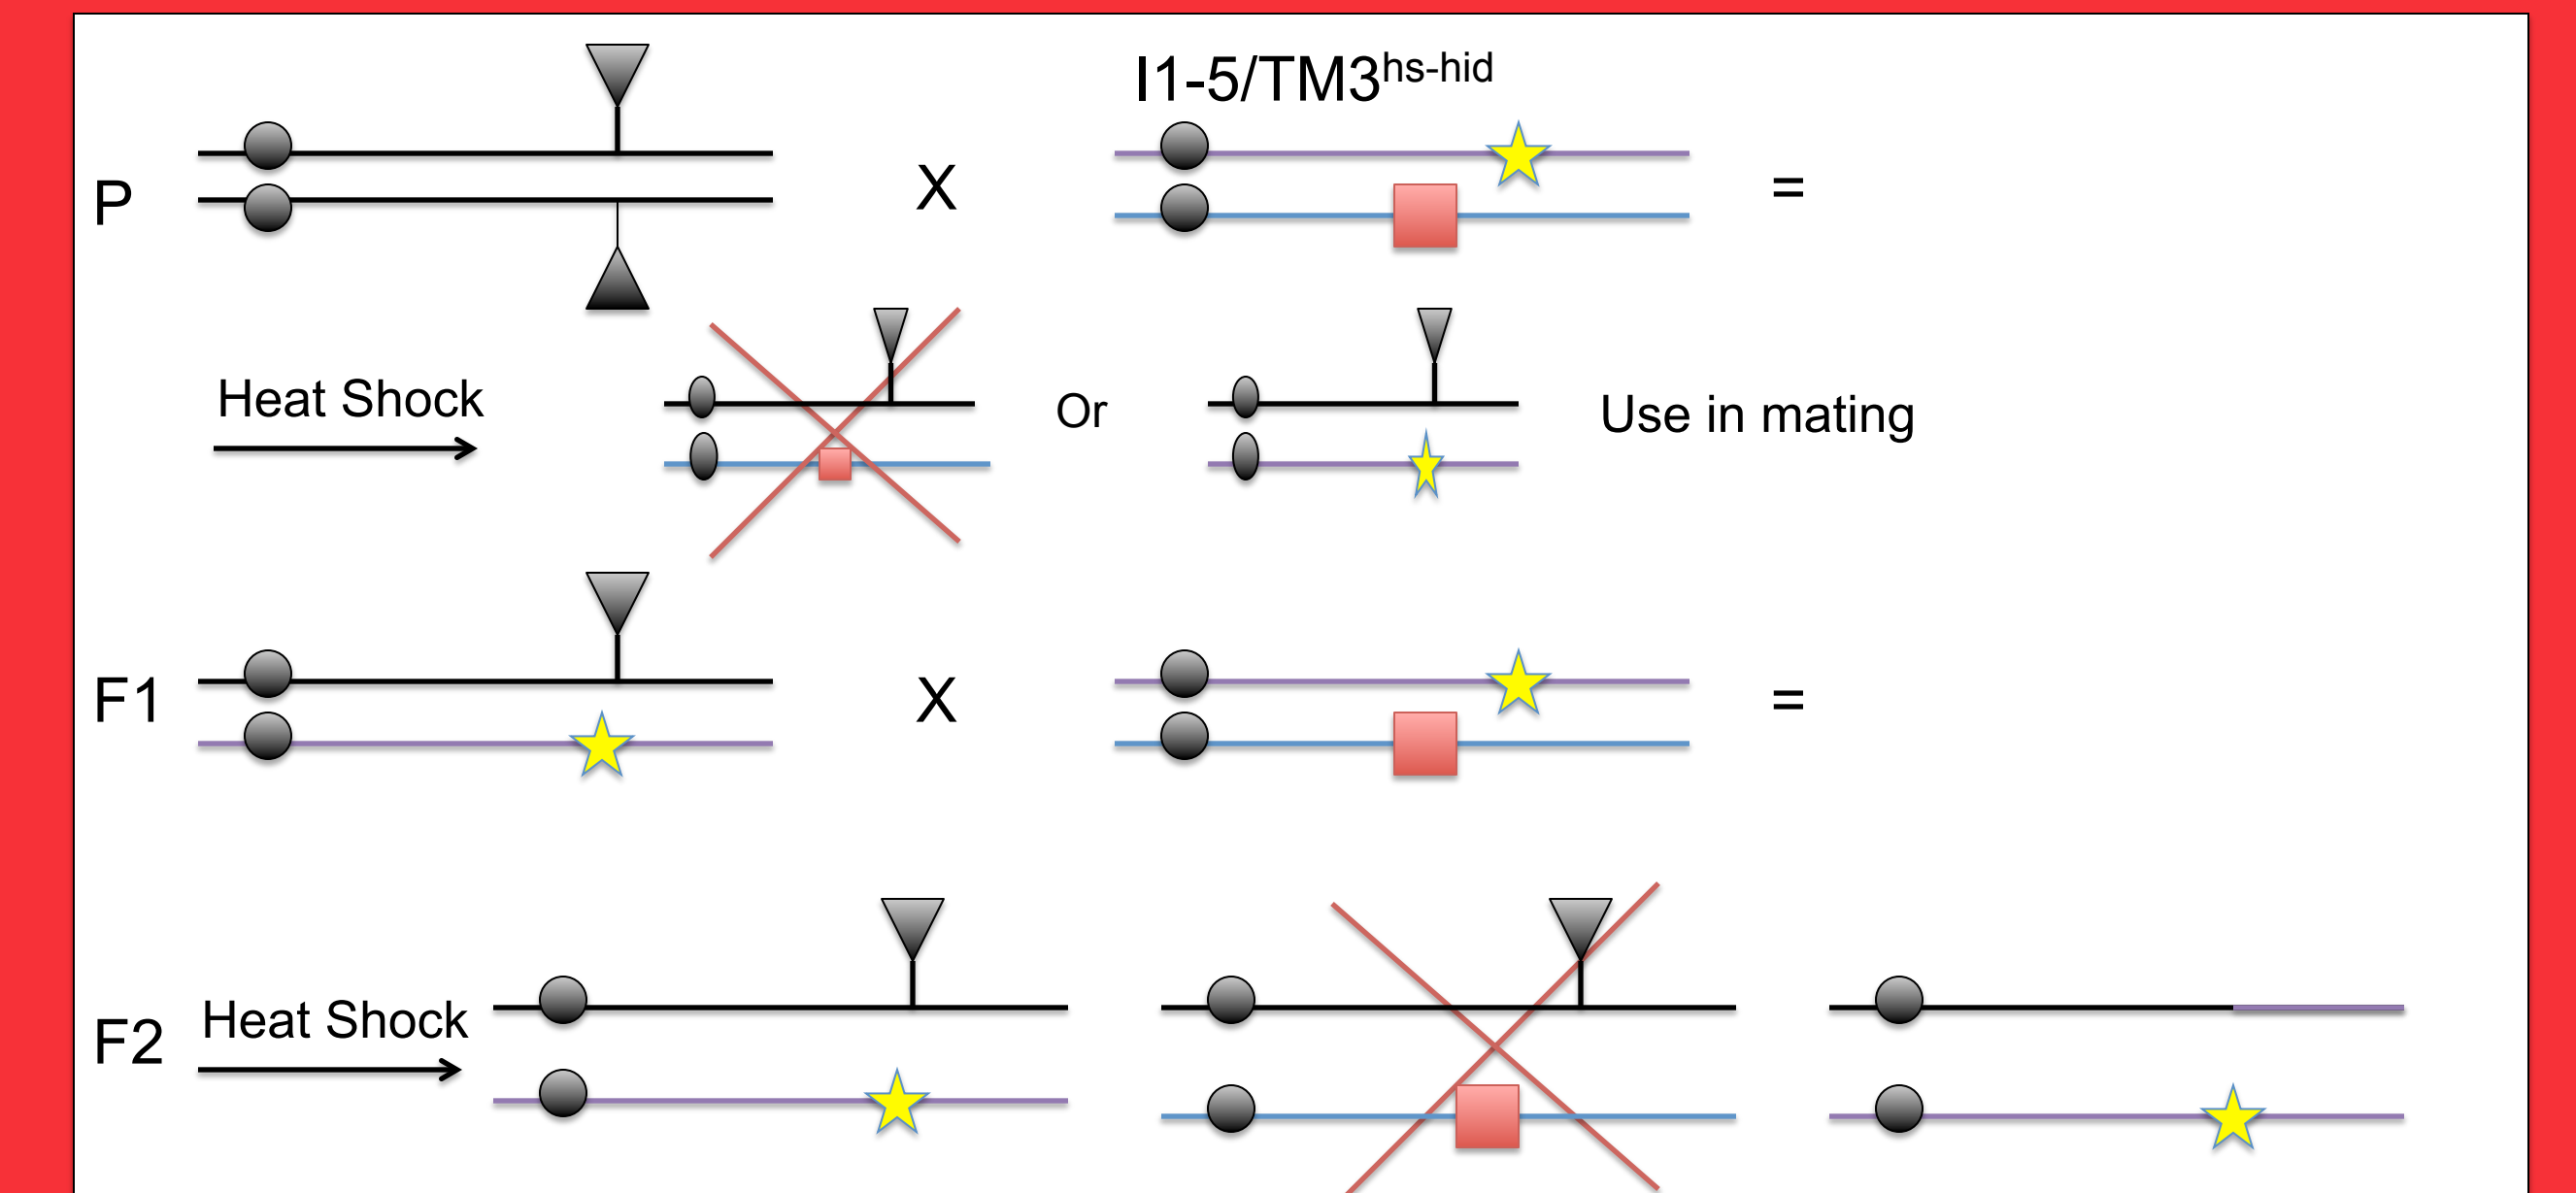 I1-5/TM3hs-hid
P X =
Heat Shock Or Use in mating
F1 X =
F2 Heat Shock